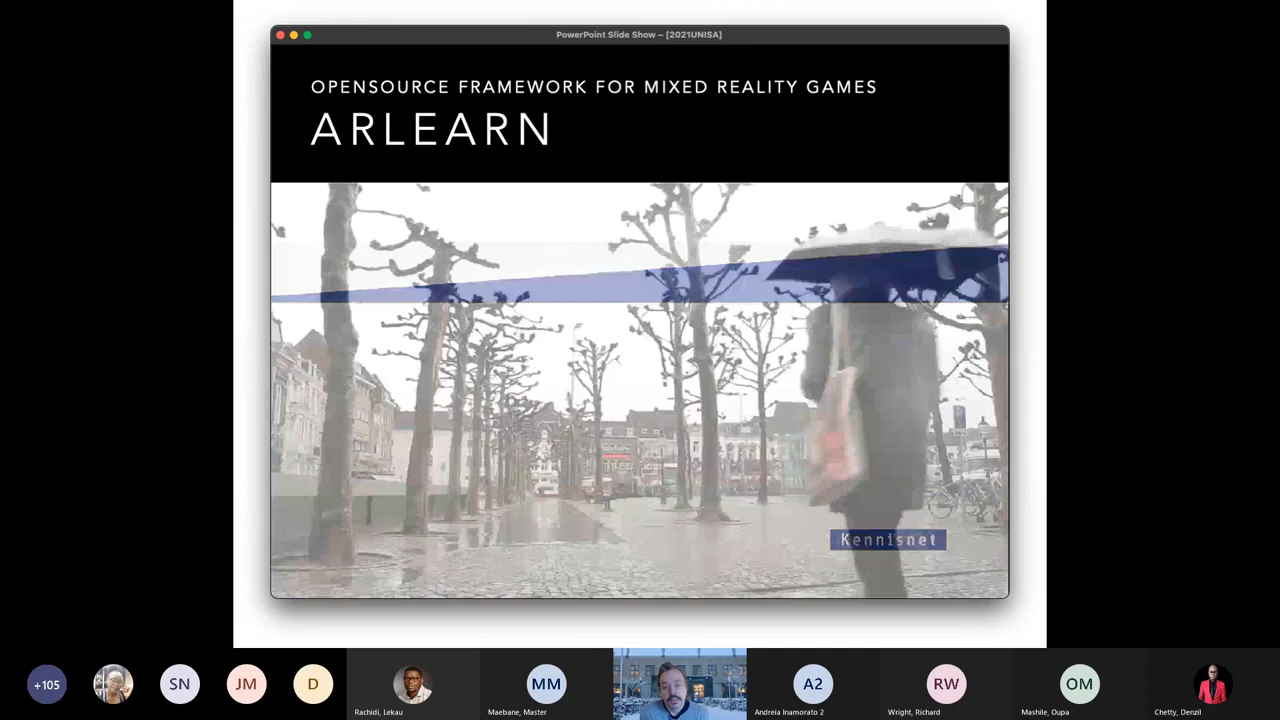 PowerPoint Slide Show – [2021UNISA]
OPENSOURCE FRAMEWORK FOR MIXED REALITY GAMES
ARLEARN
Kennisnet
+105
SN
JM
D
Rachidi, Lekau
MM
Maebane, Master
A2
Andreia Inamorato 2
RW
Wright, Richard
OM
Mashile, Oupa
Chetty, Denzil